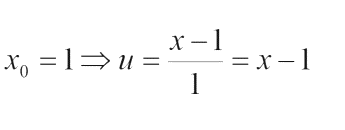 x₀ = 1 ⇒ u = (x − 1)/1 = x − 1